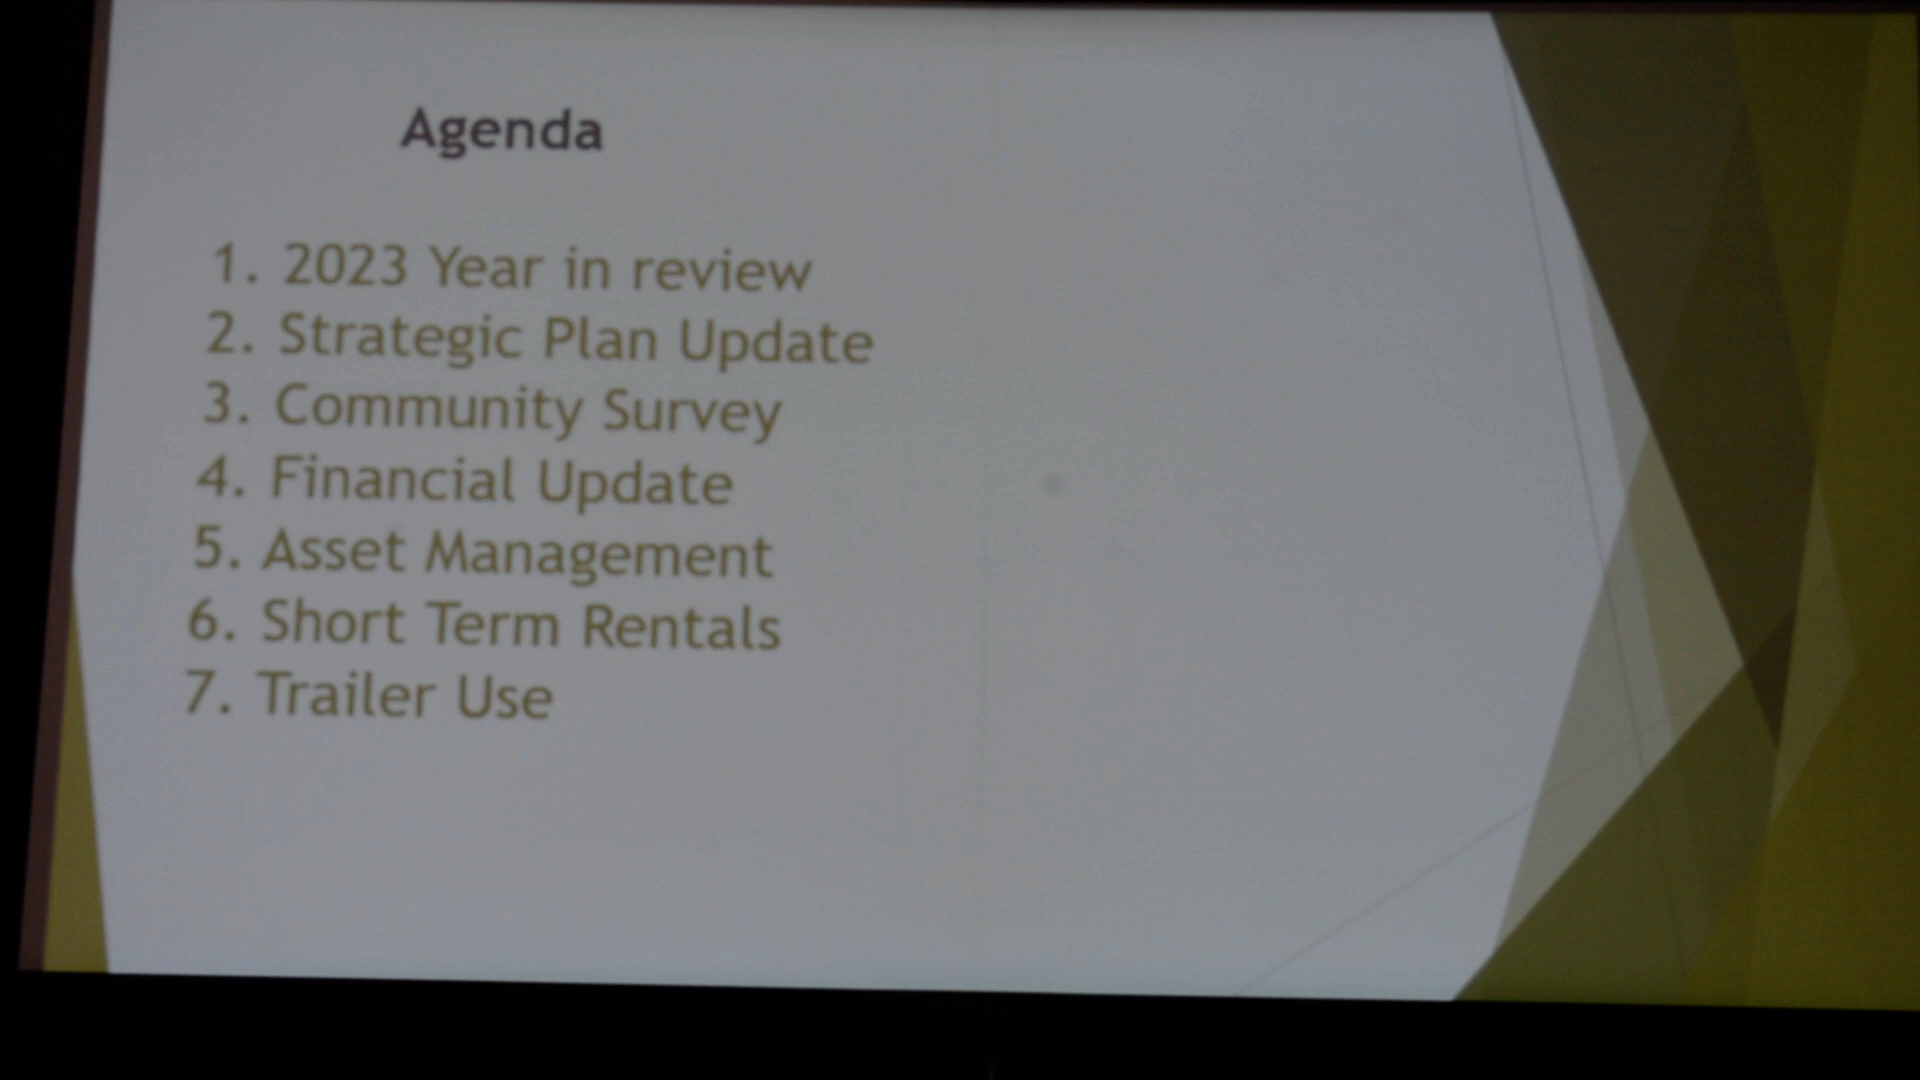 Agenda
1. 2023 Year in review
2. Strategic Plan Update
3. Community Survey
4. Financial Update
5. Asset Management
6. Short Term Rentals
7. Trailer Use